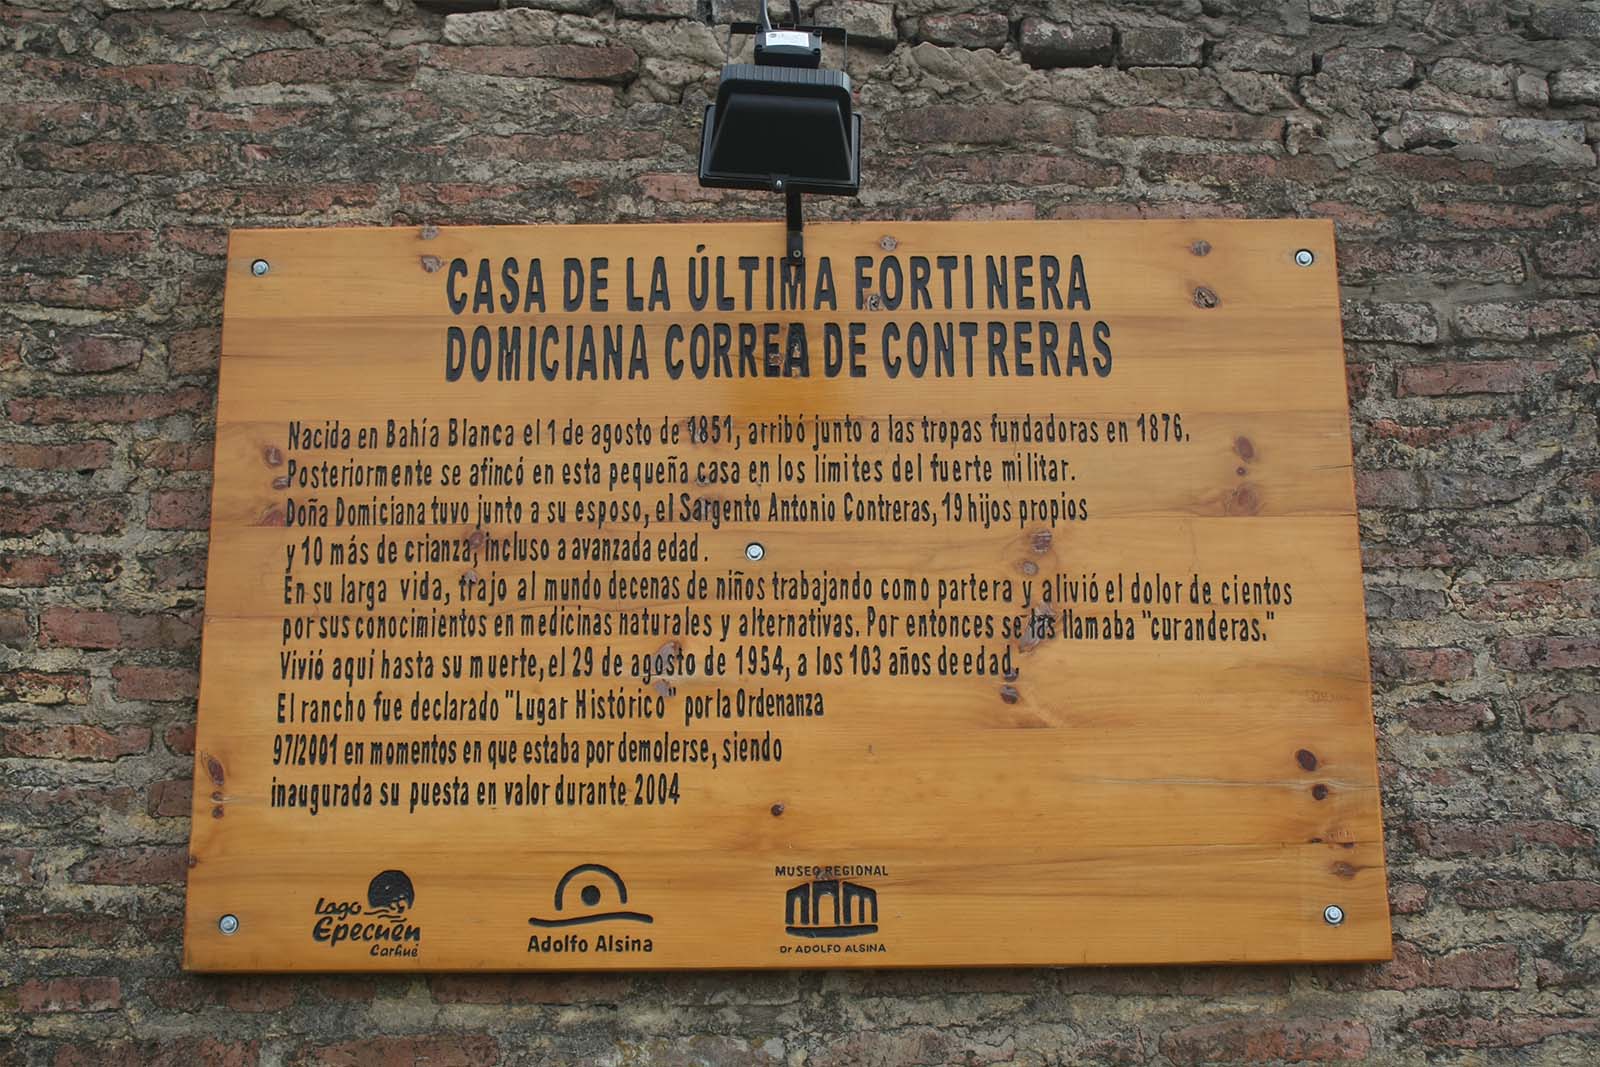 CASA DE LA ÚLTIMA FORTINERA
DOMICIANA CORREA DE CONTRERAS
Nacida en Bahía Blanca el 1 de agosto de 1851, arribó junto a las tropas fundadoras en 1876.
Posteriormente se afincó en esta pequeña casa en los límites del fuerte militar.
Doña Domiciana tuvo junto a su esposo, el Sargento Antonio Contreras, 19 hijos propios
y 10 más de crianza, incluso a avanzada edad.
En su larga vida, trajo al mundo decenas de niños trabajando como partera y alivió el dolor de cientos
por sus conocimientos en medicinas naturales y alternativas. Por entonces se las llamaba "curanderas."
Vivió aquí hasta su muerte, el 29 de agosto de 1954, a los 103 años de edad.
El rancho fue declarado "Lugar Histórico" por la Ordenanza
97/2001 en momentos en que estaba por demolerse, siendo
inaugurada su puesta en valor durante 2004
Lago
Epecuén
Carhué
Adolfo Alsina
MUSEO REGIONAL
Dr ADOLFO ALSINA